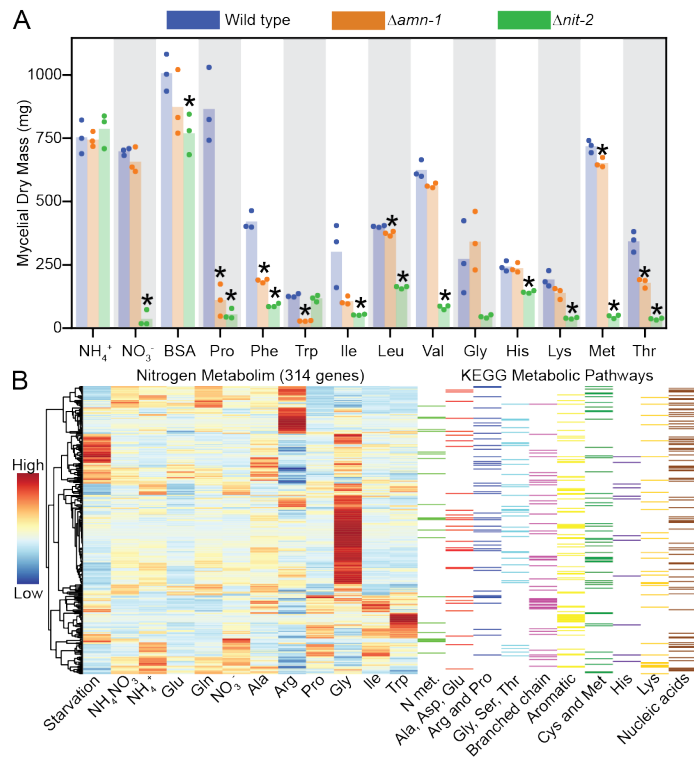 A
Wild type
Δamn-1
Δnit-2
Mycelial Dry Mass (mg)
1000
750
500
250
0
* * * * * * * * * * * * * * * * * * *
NH₄⁺ NO₃⁻ BSA Pro Phe Trp Ile Leu Val Gly His Lys Met Thr
B
Nitrogen Metabolim (314 genes)
KEGG Metabolic Pathways
High
Low
Starvation
NH₄NO₃
NH₄⁺
Glu
Gln
NO₃⁻
Ala
Arg
Pro
Gly
Ile
Trp
N met.
Ala, Asp, Glu
Arg and Pro
Gly, Ser, Thr
Branched chain
Aromatic
Cys and Met
His
Lys
Nucleic acids